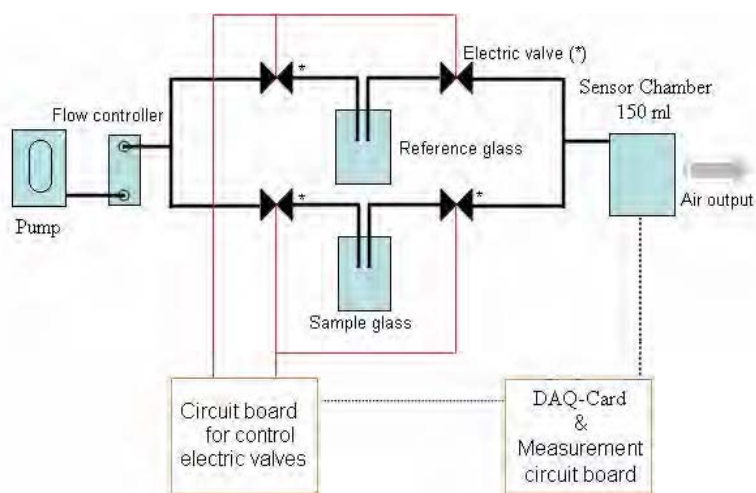 Electric valve (*)
*
Sensor Chamber
150 ml
Flow controller
Reference glass
*
*
Pump
Air output
Sample glass
Circuit board
for control
electric valves
DAQ-Card
&
Measurement
circuit board